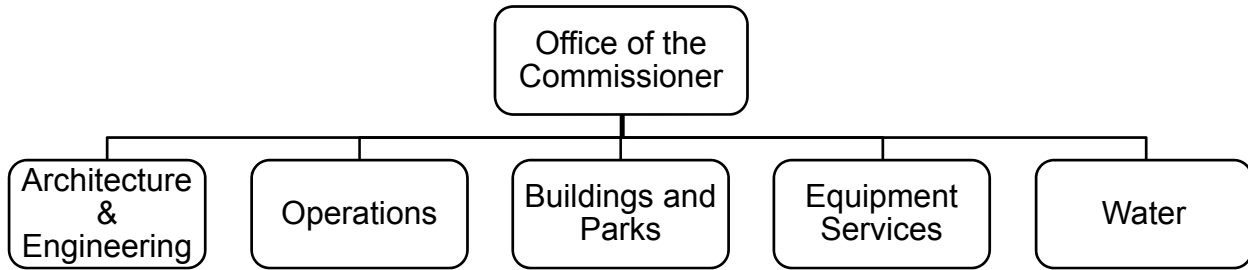 Office of the
Commissioner
Architecture
&
Engineering
Operations
Buildings and
Parks
Equipment
Services
Water